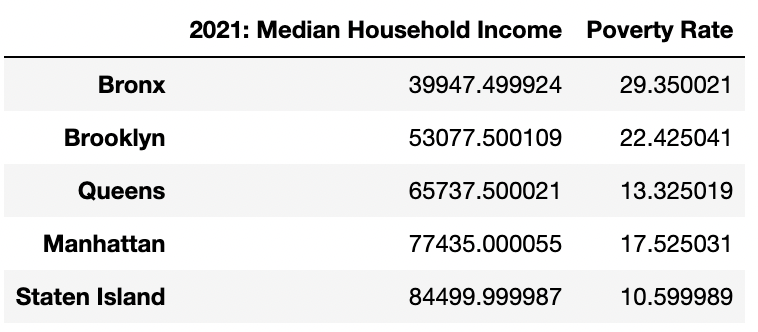 2021: Median Household Income Poverty Rate
Bronx 39947.499924 29.350021
Brooklyn 53077.500109 22.425041
Queens 65737.500021 13.325019
Manhattan 77435.000055 17.525031
Staten Island 84499.999987 10.599989